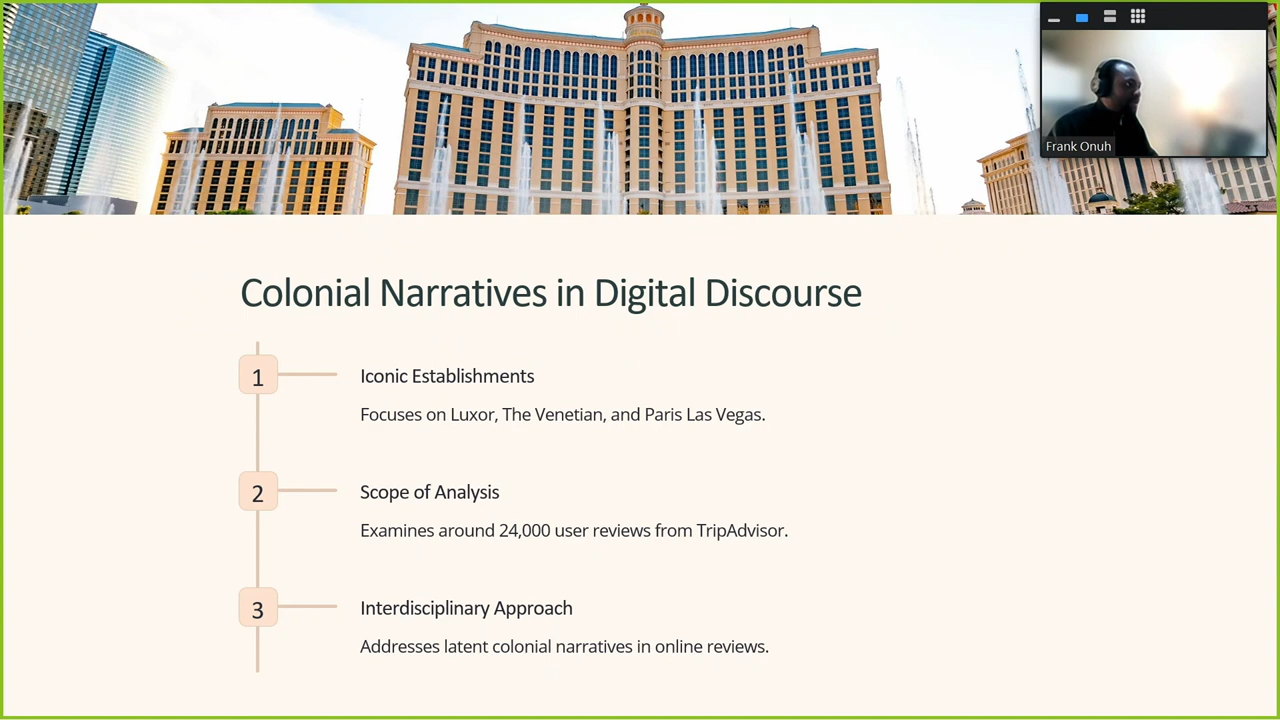 Frank Onuh
Colonial Narratives in Digital Discourse
1
Iconic Establishments
Focuses on Luxor, The Venetian, and Paris Las Vegas.
2
Scope of Analysis
Examines around 24,000 user reviews from TripAdvisor.
3
Interdisciplinary Approach
Addresses latent colonial narratives in online reviews.